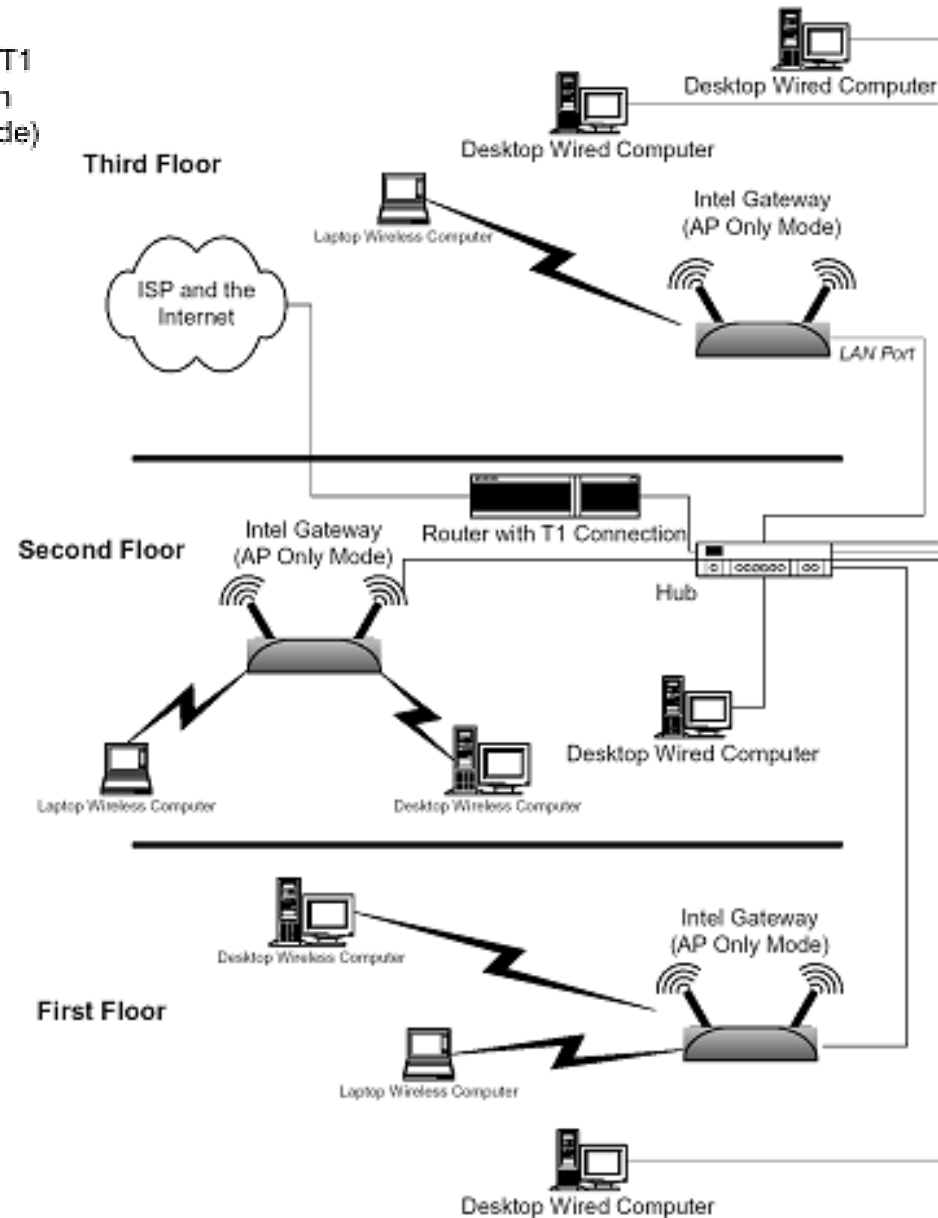 T1
n
de)
Desktop Wired Computer
Desktop Wired Computer
Third Floor
Laptop Wireless Computer
Intel Gateway
(AP Only Mode)
ISP and the
Internet
LAN Port
Second Floor
Intel Gateway
(AP Only Mode)
Router with T1 Connection
Hub
Desktop Wired Computer
Laptop Wireless Computer
Desktop Wireless Computer
Desktop Wireless Computer
Intel Gateway
(AP Only Mode)
First Floor
Laptop Wireless Computer
Desktop Wired Computer